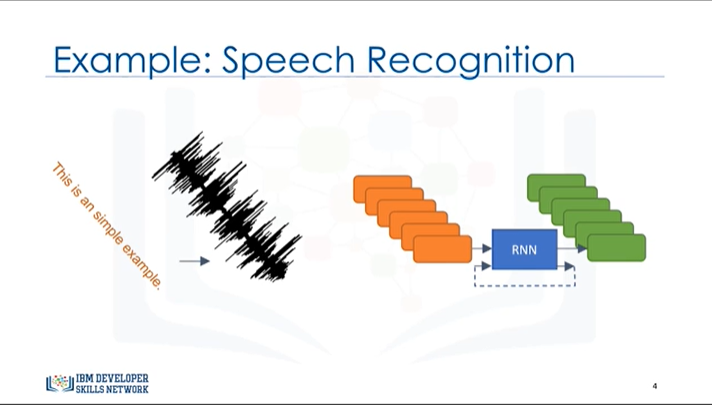 Example: Speech Recognition
This is an simple example.
RNN
IBM DEVELOPER
SKILLS NETWORK
4